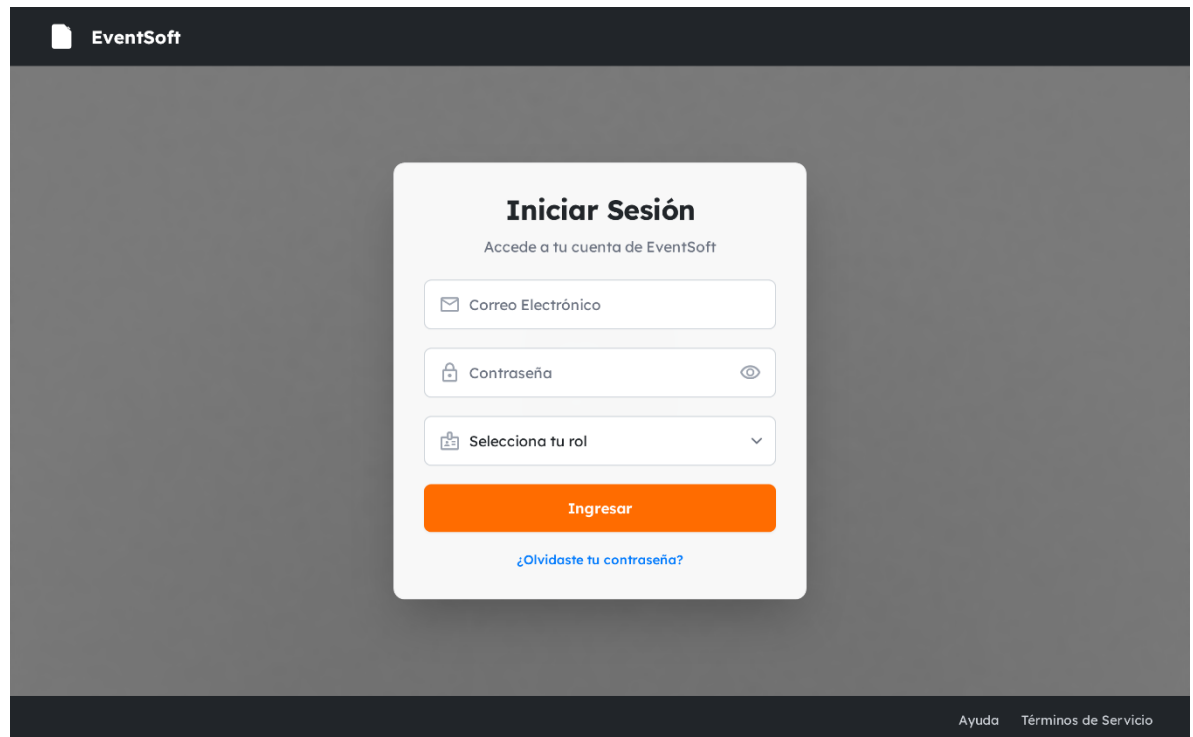 EventSoft
Iniciar Sesión
Accede a tu cuenta de EventSoft
Correo Electrónico
Contraseña
Selecciona tu rol
Ingresar
¿Olvidaste tu contraseña?
Ayuda Términos de Servicio